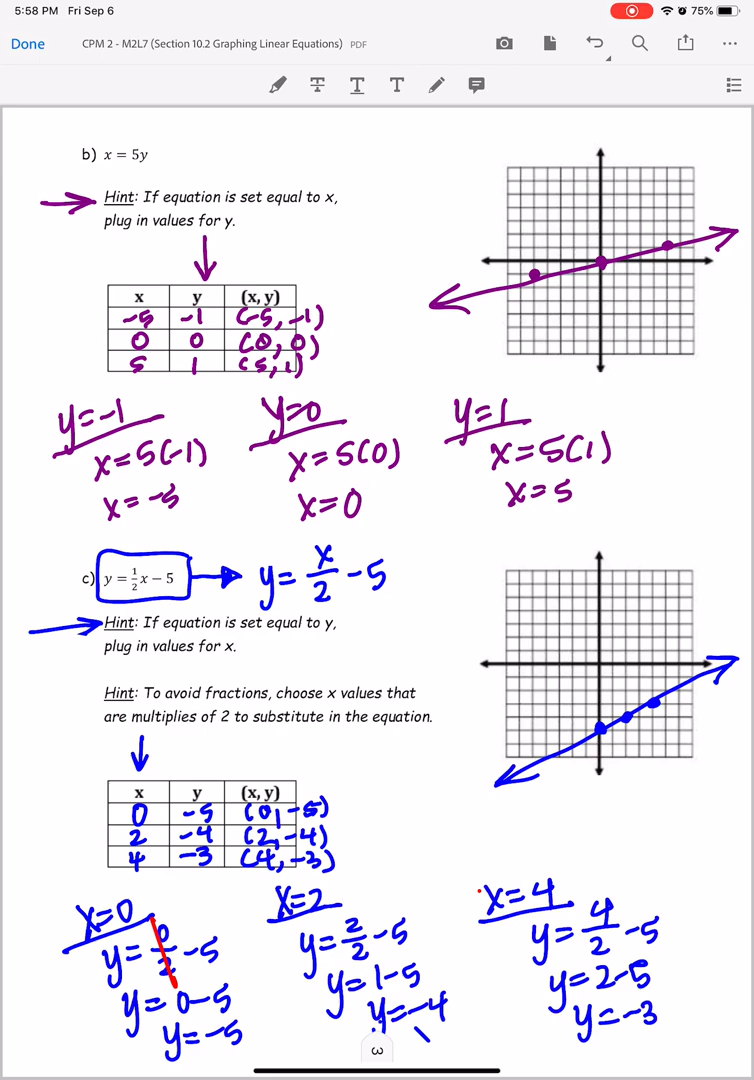 5:58 PM Fri Sep 6
75%
Done
CPM 2 - M2L7 (Section 10.2 Graphing Linear Equations) PDF
T T T
b) x = 5y
Hint: If equation is set equal to x,
plug in values for y.
x y (x, y)
-5 -1 (-5, -1)
0 0 (0, 0)
5 1 (5, 1)
y=-1 y=0 y=1
x=5(-1) x=5(0) x=5(1)
x=-5 x=0 x=5
c) y = 1/2 x − 5 y = x/2 - 5
Hint: If equation is set equal to y,
plug in values for x.
Hint: To avoid fractions, choose x values that
are multiples of 2 to substitute in the equation.
x y (x, y)
0 -5 (0, -5)
2 -4 (2, -4)
4 -3 (4, -3)
x=0 x=2 x=4
y=0/2-5 y=2/2-5 y=4/2-5
y=0-5 y=1-5 y=2-5
y=-5 y=-4 y=-3
3